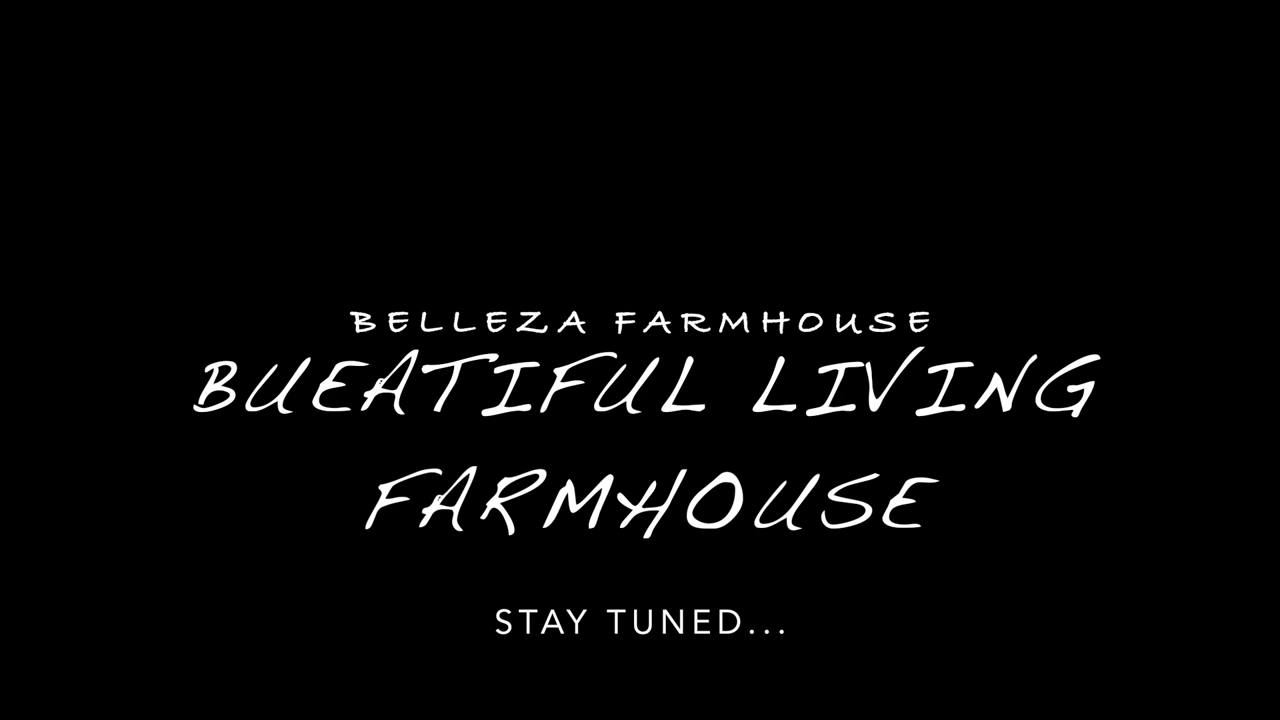 BELLEZA FARMHOUSE
BUEATIFUL LIVING
FARMHOUSE
STAY TUNED...